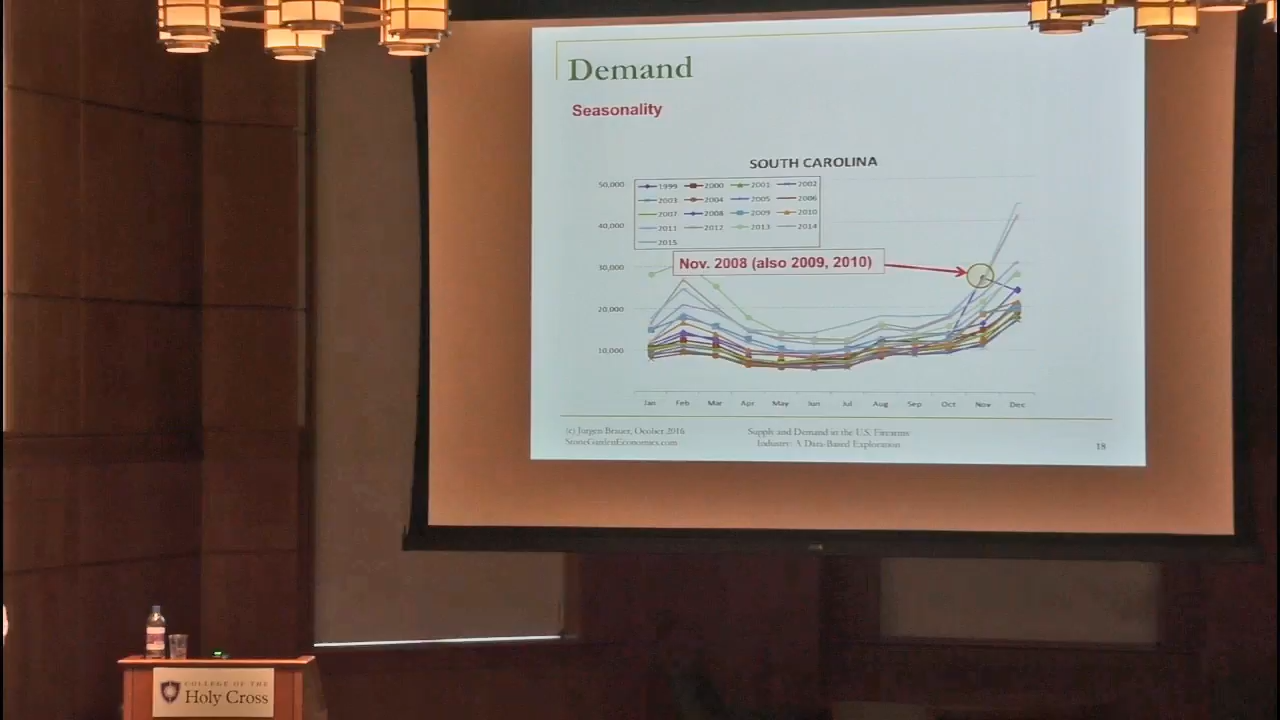 Demand
Seasonality
SOUTH CAROLINA
50,000
40,000
30,000
20,000
10,000
1999 2000 2001 2002
2003 2004 2005 2006
2007 2008 2009 2010
2011 2012 2013 2014
2015
Nov. 2008 (also 2009, 2010)
Jan Feb Mar Apr May Jun Jul Aug Sep Oct Nov Dec
(c) Jurgen Brauer, Ocober 2016
StoneGardenEconomics.com
Supply and Demand in the U.S. Firearms
Industry: A Data-Based Exploration
18
COLLEGE OF THE
Holy Cross